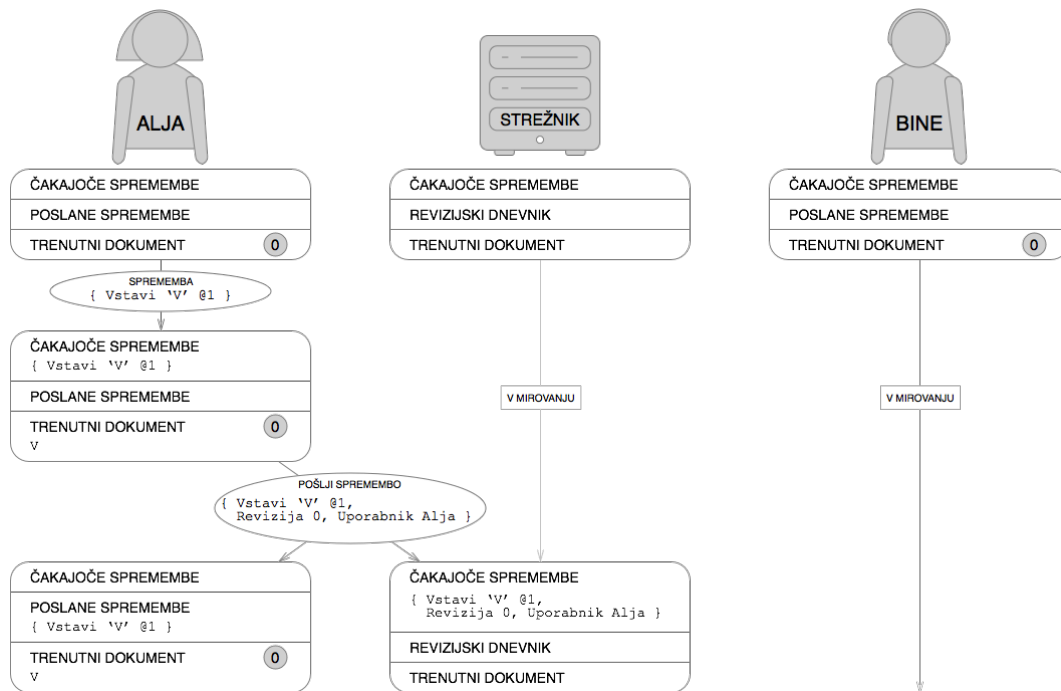 ALJA
STREŽNIK
BINE
ČAKAJOČE SPREMEMBE
POSLANE SPREMEMBE
TRENUTNI DOKUMENT 0
ČAKAJOČE SPREMEMBE
REVIZIJSKI DNEVNIK
TRENUTNI DOKUMENT
ČAKAJOČE SPREMEMBE
POSLANE SPREMEMBE
TRENUTNI DOKUMENT 0
SPREMEMBA
{ Vstavi ‘V’ @1 }
ČAKAJOČE SPREMEMBE
{ Vstavi ‘V’ @1 }
POSLANE SPREMEMBE
TRENUTNI DOKUMENT 0
V
V MIROVANJU
V MIROVANJU
POŠLJI SPREMEMBO
{ Vstavi ‘V’ @1,
Revizija 0, Uporabnik Alja }
ČAKAJOČE SPREMEMBE
POSLANE SPREMEMBE
{ Vstavi ‘V’ @1 }
TRENUTNI DOKUMENT 0
V
ČAKAJOČE SPREMEMBE
{ Vstavi ‘V’ @1,
Revizija 0, Uporabnik Alja }
REVIZIJSKI DNEVNIK
TRENUTNI DOKUMENT